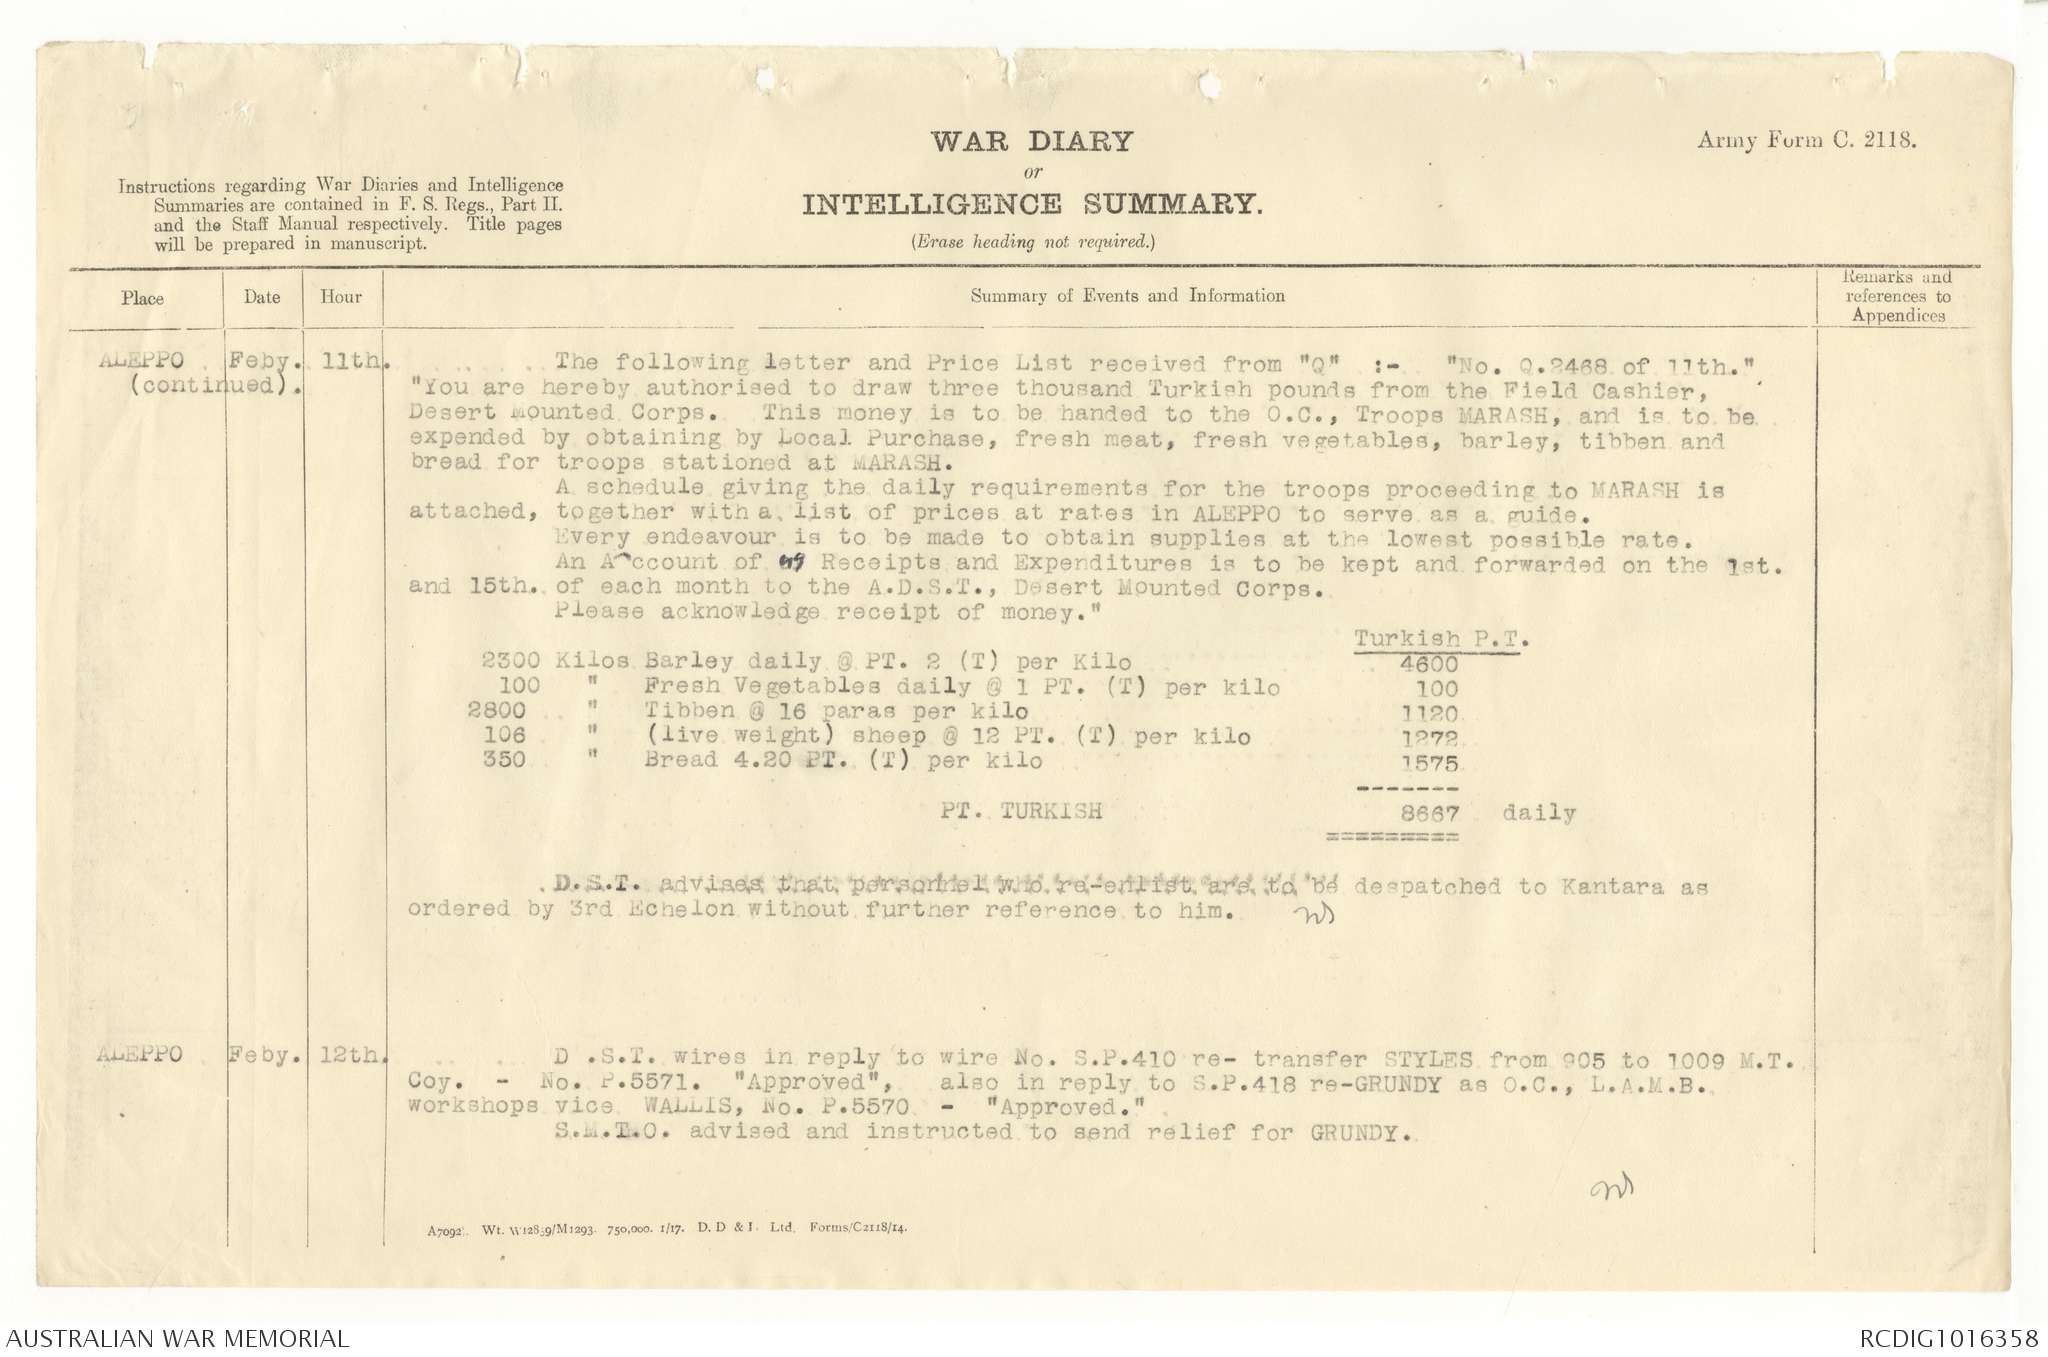 WAR DIARY
or
INTELLIGENCE SUMMARY.
(Erase heading not required.)
Army Form C. 2118.
Instructions regarding War Diaries and Intelligence
Summaries are contained in F. S. Regs., Part II.
and the Staff Manual respectively. Title pages
will be prepared in manuscript.
Place Date Hour Summary of Events and Information Remarks and references to Appendices
ALEPPO Feby. 11th. The following letter and Price List received from "Q" :- "No. Q.2468 of 11th."
(continued). "You are hereby authorised to draw three thousand Turkish pounds from the Field Cashier,
Desert Mounted Corps. This money is to be handed to the O.C., Troops MARASH, and is to be
expended by obtaining by Local Purchase, fresh meat, fresh vegetables, barley, tibben and
bread for troops stationed at MARASH.
A schedule giving the daily requirements for the troops proceeding to MARASH is
attached, together with a list of prices at rates in ALEPPO to serve as a guide.
Every endeavour is to be made to obtain supplies at the lowest possible rate.
An Account of Receipts and Expenditures is to be kept and forwarded on the 1st.
and 15th. of each month to the A.D.S.T., Desert Mounted Corps.
Please acknowledge receipt of money."
Turkish P.T.
2300 Kilos Barley daily @ PT. 2 (T) per Kilo 4600
100 " Fresh Vegetables daily @ 1 PT. (T) per kilo 100
2800 " Tibben @ 16 paras per kilo 1120
106 " (live weight) sheep @ 12 PT. (T) per kilo 1272
350 " Bread 4.20 PT. (T) per kilo 1575
-------
PT. TURKISH 8667 daily
=========
D.S.T. advises that personnel who re-enlist are to be despatched to Kantara as
ordered by 3rd Echelon without further reference to him.
ALEPPO Feby. 12th. D .S.T. wires in reply to wire No. S.P.410 re- transfer STYLES from 905 to 1009 M.T.
Coy. - No. P.5571. "Approved", also in reply to S.P.418 re-GRUNDY as O.C., L.A.M.B.
workshops vice WALLIS, No. P.5570 - "Approved."
S.M.T.O. advised and instructed to send relief for GRUNDY.
A7092. Wt. W12859/M1293. 750,000. 1/17. D. D & L. Ltd. Forms/C2118/14.
AUSTRALIAN WAR MEMORIAL
RCDIG1016358